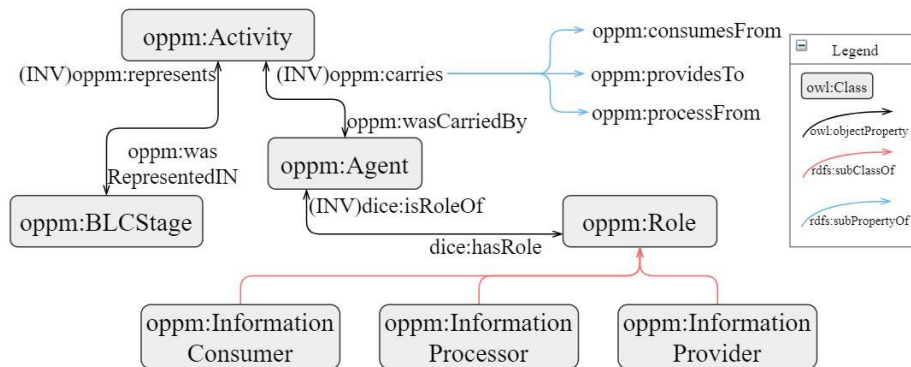 oppm:Activity
oppm:consumesFrom
Legend
(INV)oppm:represents
(INV)oppm:carries
oppm:providesTo
owl:Class
oppm:processFrom
oppm:wasCarriedBy
owl:objectProperty
oppm:was
RepresentedIN
oppm:Agent
rdfs:subClassOf
(INV)dice:isRoleOf
oppm:BLCStage
oppm:Role
rdfs:subPropertyOf
dice:hasRole
oppm:Information
Consumer
oppm:Information
Processor
oppm:Information
Provider